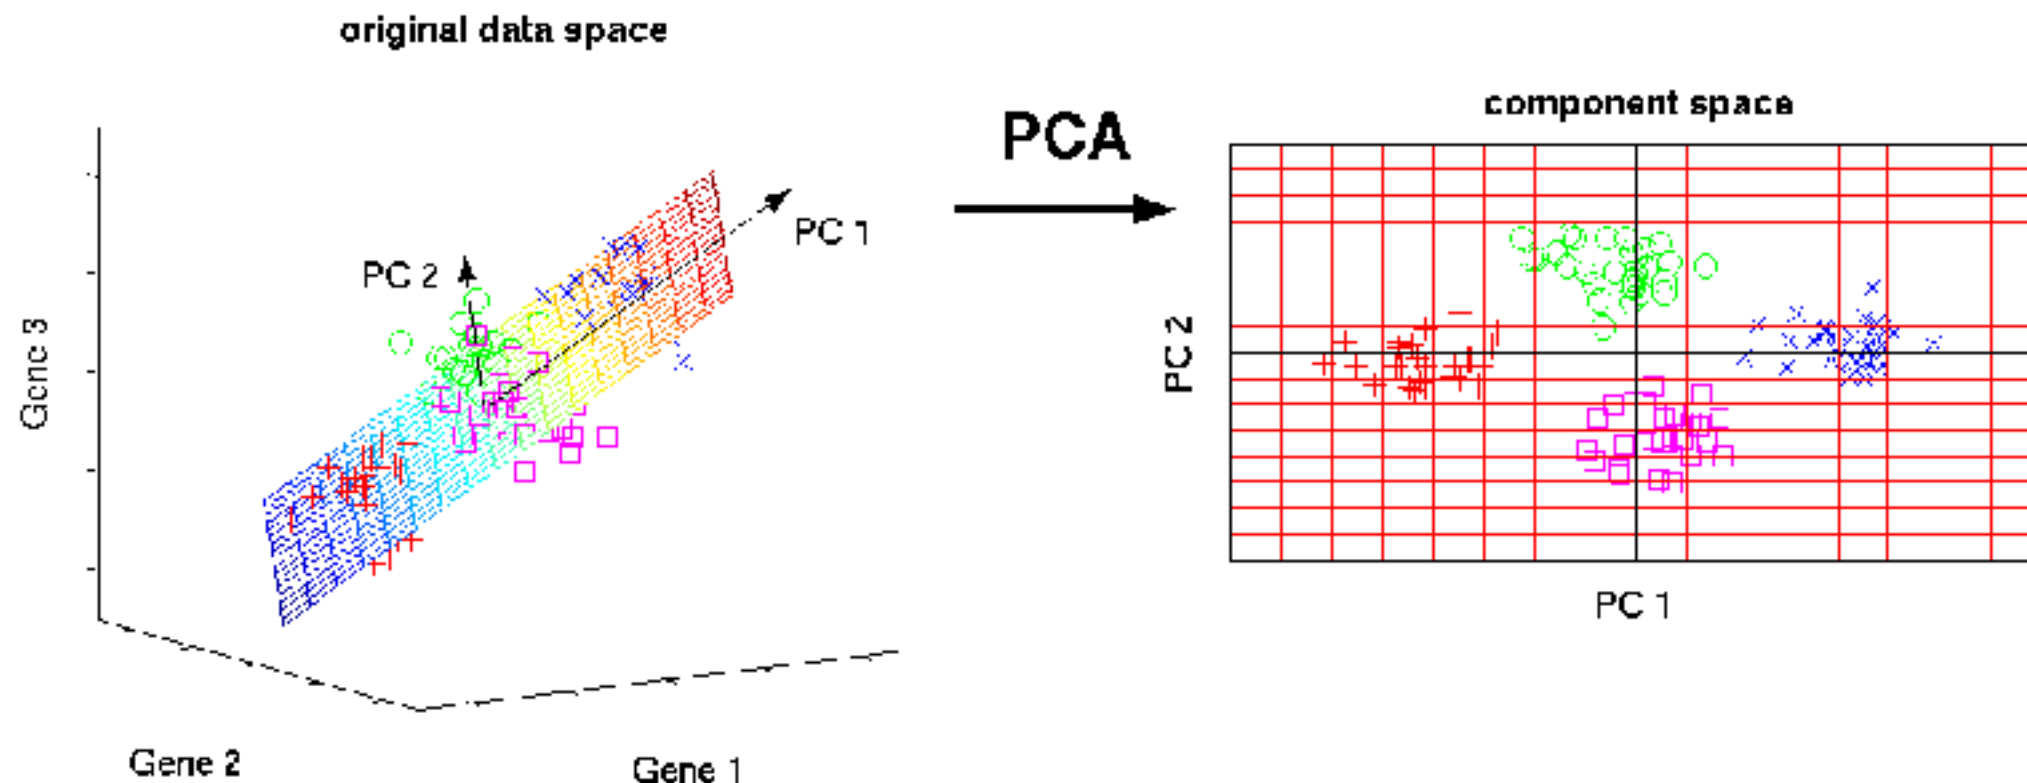 original data space
component space
PCA
PC 1
PC 2
Gene 3
Gene 2
Gene 1
PC 2
PC 1